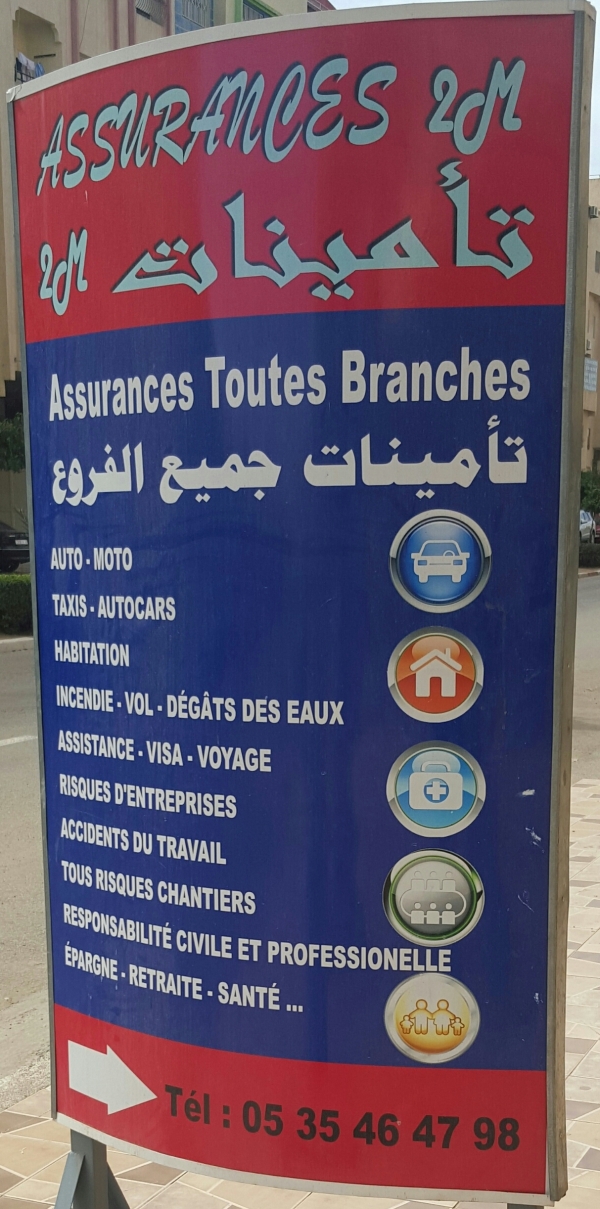 ASSURANCES 2M
تأمينات 2M
Assurances Toutes Branches
تأمينات جميع الفروع
AUTO - MOTO
TAXIS - AUTOCARS
HABITATION
INCENDIE - VOL - DÉGÂTS DES EAUX
ASSISTANCE - VISA - VOYAGE
RISQUES D'ENTREPRISES
ACCIDENTS DU TRAVAIL
TOUS RISQUES CHANTIERS
RESPONSABILITÉ CIVILE ET PROFESSIONELLE
ÉPARGNE - RETRAITE - SANTÉ ...
Tél : 05 35 46 47 98